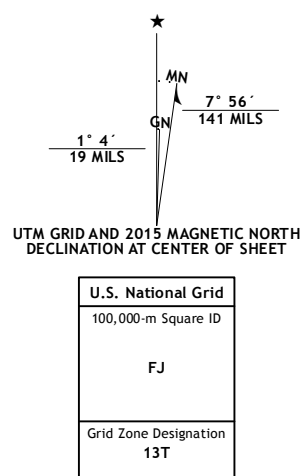 ★
MN
7° 56´
141 MILS
GN
1° 4´
19 MILS
UTM GRID AND 2015 MAGNETIC NORTH
DECLINATION AT CENTER OF SHEET
U.S. National Grid
100,000-m Square ID
FJ
Grid Zone Designation
13T